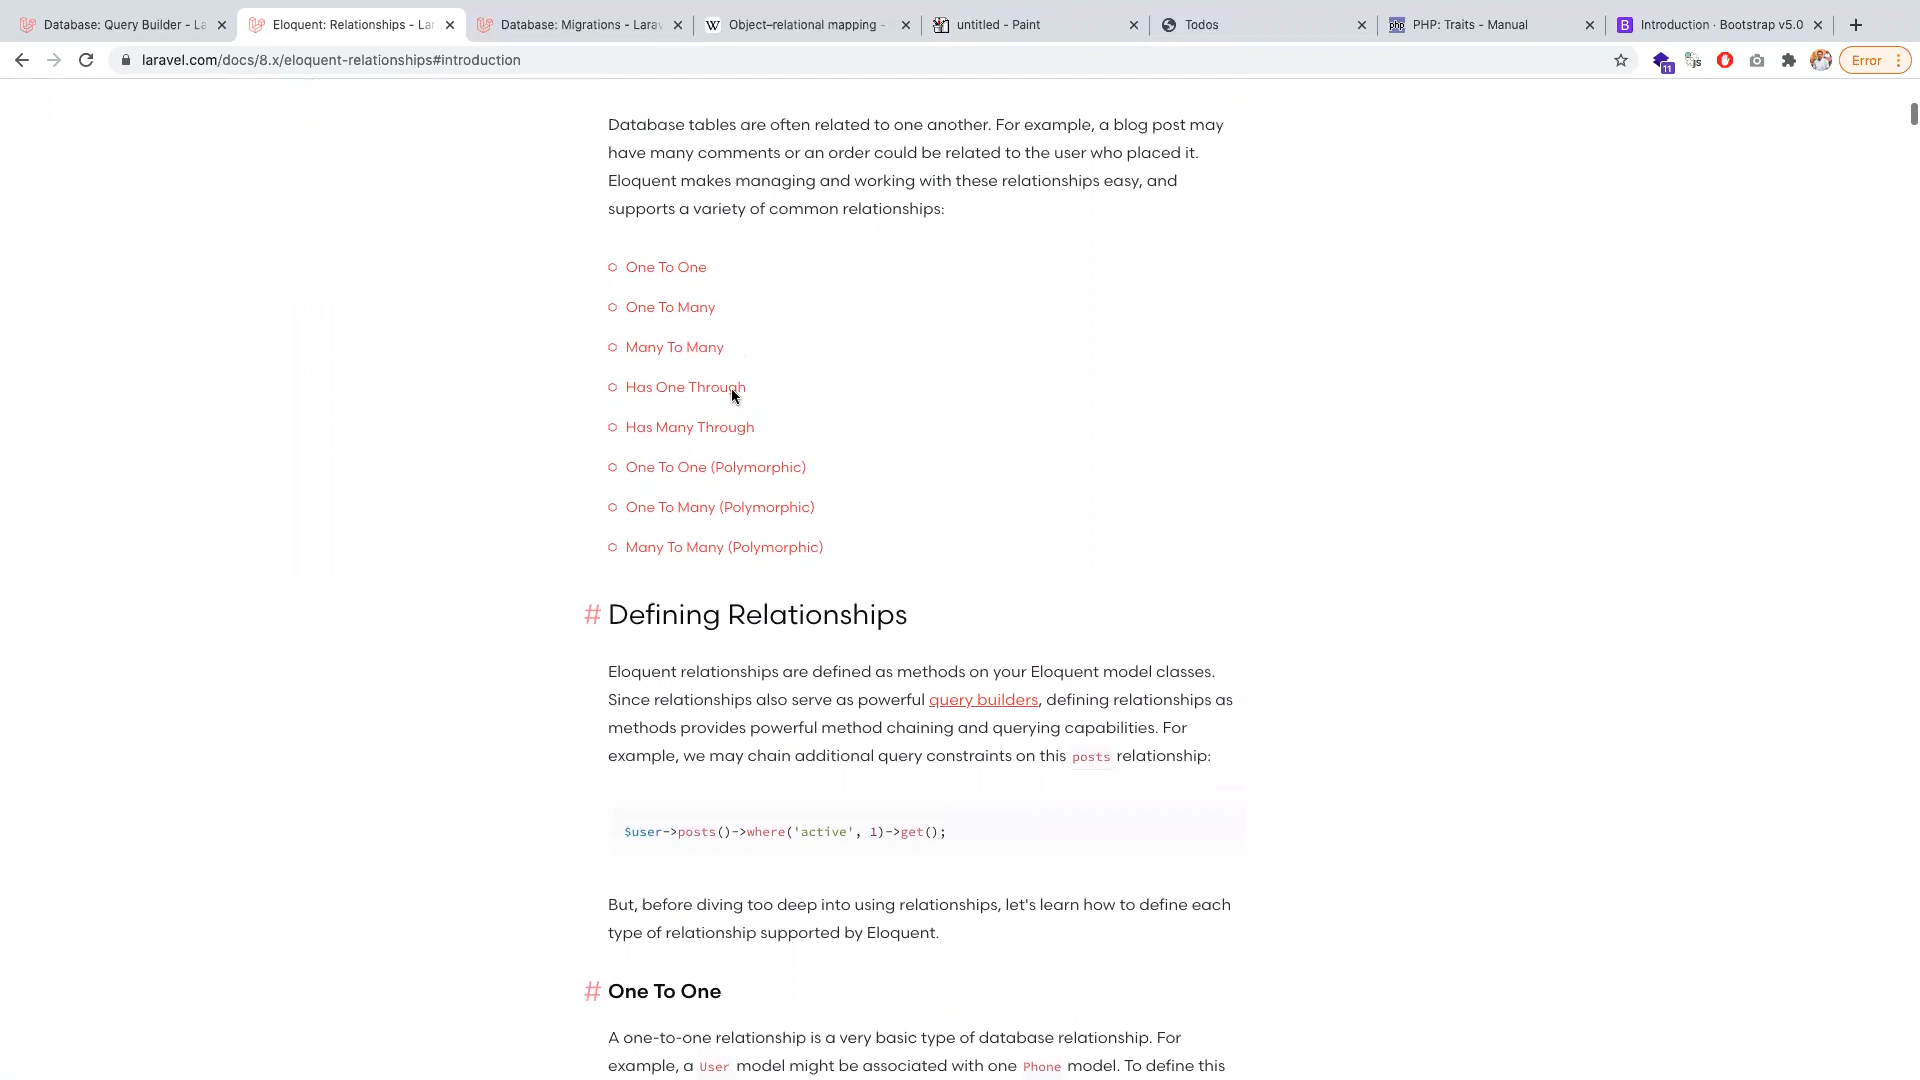 Database: Query Builder - La
Eloquent: Relationships - Lar
Database: Migrations - Larav
Object–relational mapping -
untitled - Paint
Todos
PHP: Traits - Manual
Introduction · Bootstrap v5.0
laravel.com/docs/8.x/eloquent-relationships#introduction
11
js
Error
Database tables are often related to one another. For example, a blog post may
have many comments or an order could be related to the user who placed it.
Eloquent makes managing and working with these relationships easy, and
supports a variety of common relationships:
One To One
One To Many
Many To Many
Has One Through
Has Many Through
One To One (Polymorphic)
One To Many (Polymorphic)
Many To Many (Polymorphic)
# Defining Relationships
Eloquent relationships are defined as methods on your Eloquent model classes.
Since relationships also serve as powerful query builders, defining relationships as
methods provides powerful method chaining and querying capabilities. For
example, we may chain additional query constraints on this posts relationship:
$user->posts()->where('active', 1)->get();
But, before diving too deep into using relationships, let's learn how to define each
type of relationship supported by Eloquent.
# One To One
A one-to-one relationship is a very basic type of database relationship. For
example, a User model might be associated with one Phone model. To define this